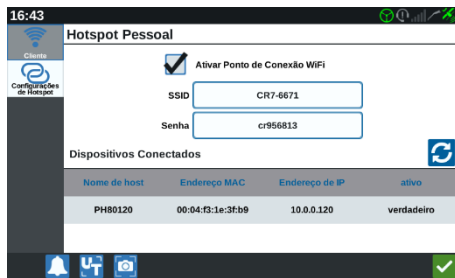 16:43
Hotspot Pessoal
Cliente
Configurações
de Hotspot
Ativar Ponto de Conexão WiFi
SSID CR7-6671
Senha cr956813
Dispositivos Conectados
Nome de host Endereço MAC Endereço de IP ativo
PH80120 00:04:f3:1e:3f:b9 10.0.0.120 verdadeiro
UT